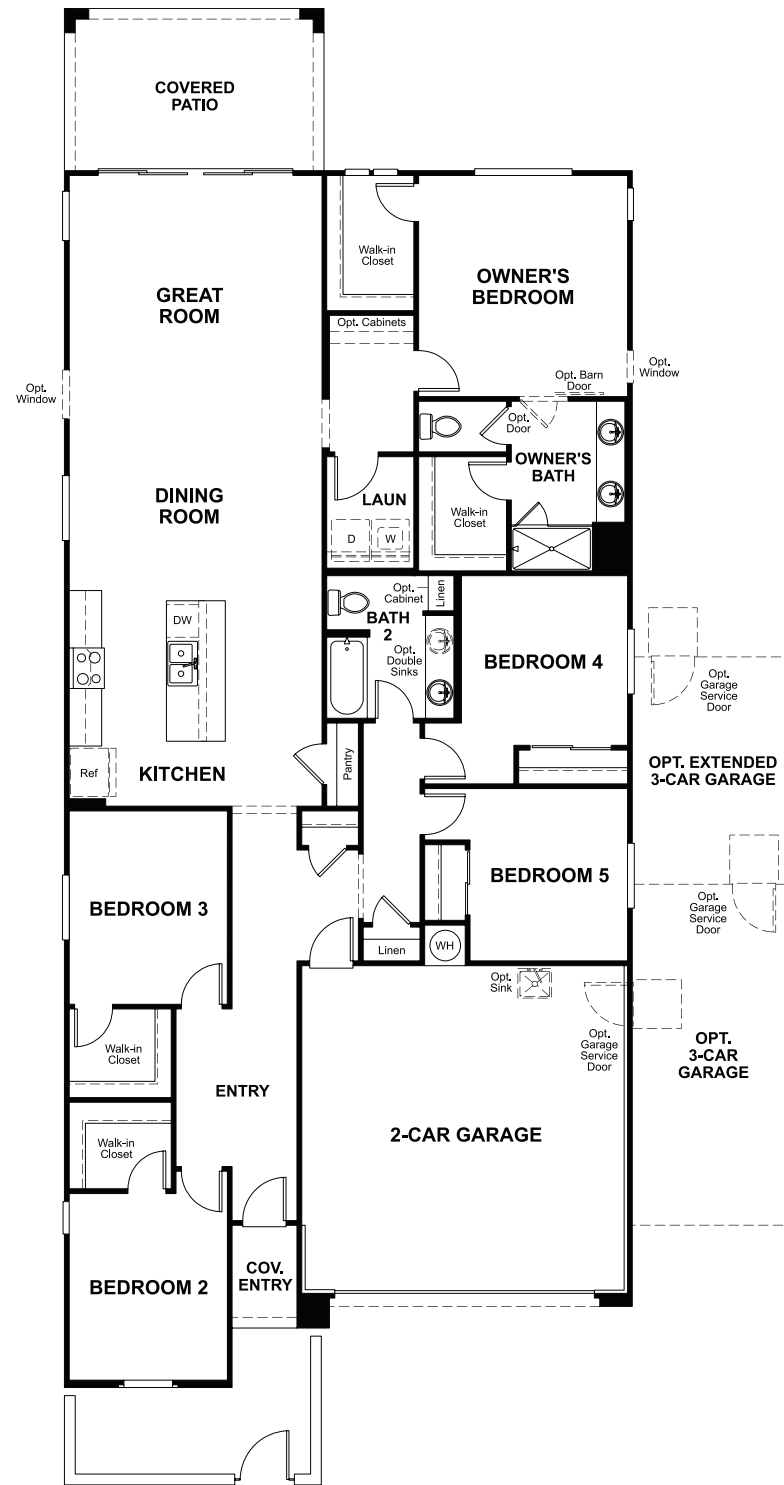 COVERED
PATIO
GREAT
ROOM
Walk-in
Closet
OWNER'S
BEDROOM
Opt. Cabinets
Opt.
Window
Opt. Barn
Door
Opt.
Window
Opt.
Door
OWNER'S
BATH
DINING
ROOM
LAUN
D
W
Walk-in
Closet
Opt.
Cabinet
Linen
DW
BATH
2
Opt.
Double
Sinks
BEDROOM 4
Opt.
Garage
Service
Door
OPT. EXTENDED
3-CAR GARAGE
Ref
KITCHEN
Pantry
BEDROOM 3
BEDROOM 5
Opt.
Garage
Service
Door
Linen
WH
Opt.
Sink
Opt.
Garage
Service
Door
OPT.
3-CAR
GARAGE
Walk-in
Closet
ENTRY
2-CAR GARAGE
Walk-in
Closet
BEDROOM 2
COV.
ENTRY